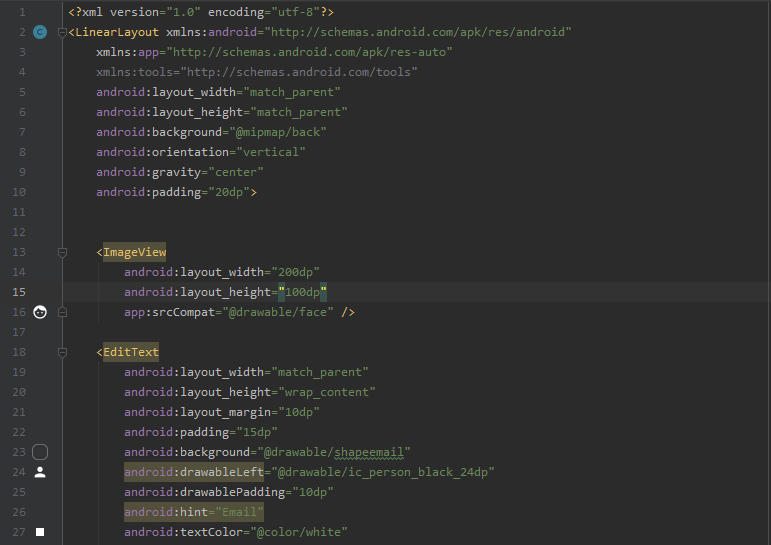 1 <?xml version="1.0" encoding="utf-8"?>
2 C <LinearLayout xmlns:android="http://schemas.android.com/apk/res/android"
3 xmlns:app="http://schemas.android.com/apk/res-auto"
4 xmlns:tools="http://schemas.android.com/tools"
5 android:layout_width="match_parent"
6 android:layout_height="match_parent"
7 android:background="@mipmap/back"
8 android:orientation="vertical"
9 android:gravity="center"
10 android:padding="20dp">
11
12
13 <ImageView
14 android:layout_width="200dp"
15 android:layout_height="100dp"
16 app:srcCompat="@drawable/face" />
17
18 <EditText
19 android:layout_width="match_parent"
20 android:layout_height="wrap_content"
21 android:layout_margin="10dp"
22 android:padding="15dp"
23 android:background="@drawable/shapeemail"
24 android:drawableLeft="@drawable/ic_person_black_24dp"
25 android:drawablePadding="10dp"
26 android:hint="Email"
27 android:textColor="@color/white"